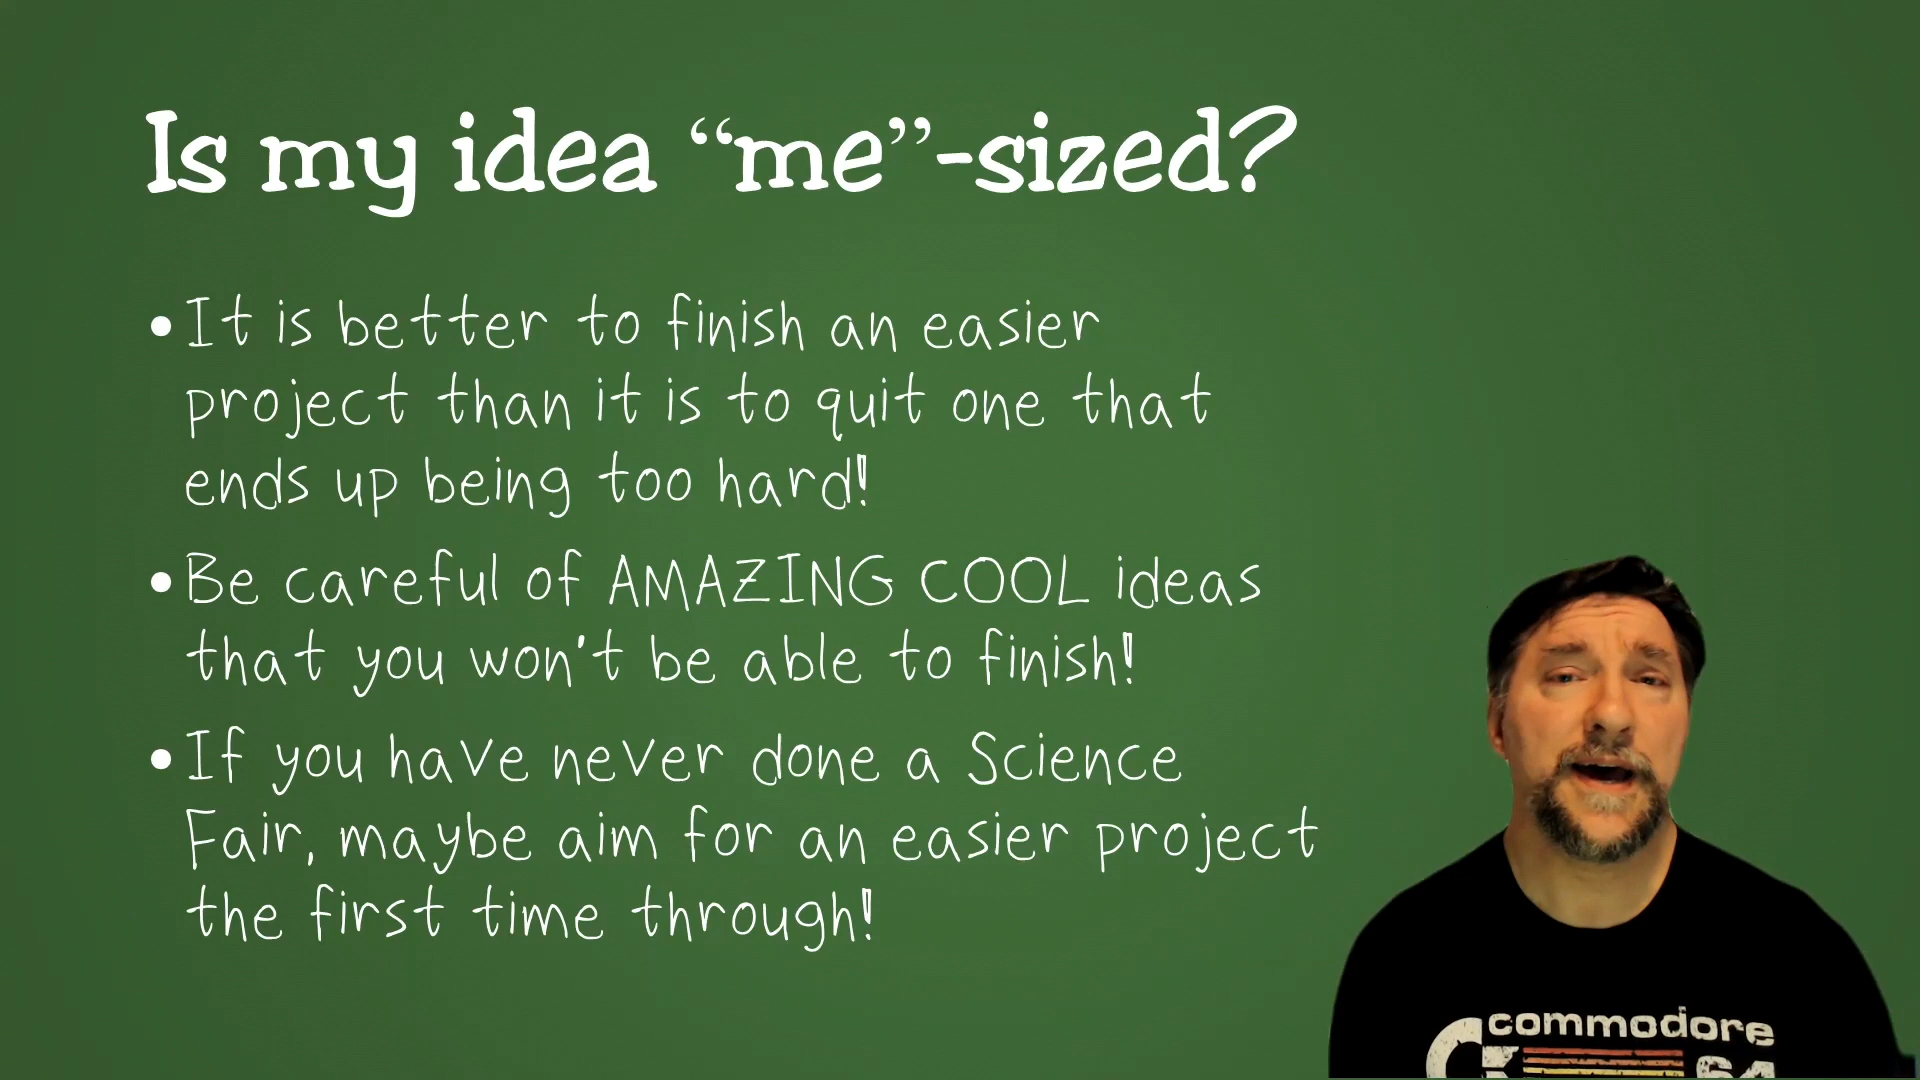 Is my idea “me”-sized?
•It is better to finish an easier
project than it is to quit one that
ends up being too hard!
•Be careful of AMAZING COOL ideas
that you won't be able to finish!
•If you have never done a Science
Fair, maybe aim for an easier project
the first time through!
commodore
64